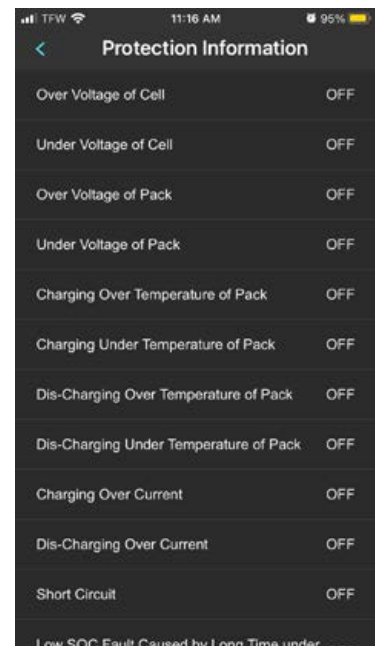 TFW 11:16 AM 95%
< Protection Information
Over Voltage of Cell OFF
Under Voltage of Cell OFF
Over Voltage of Pack OFF
Under Voltage of Pack OFF
Charging Over Temperature of Pack OFF
Charging Under Temperature of Pack OFF
Dis-Charging Over Temperature of Pack OFF
Dis-Charging Under Temperature of Pack OFF
Charging Over Current OFF
Dis-Charging Over Current OFF
Short Circuit OFF
Low SOC Fault Caused by Long Time under